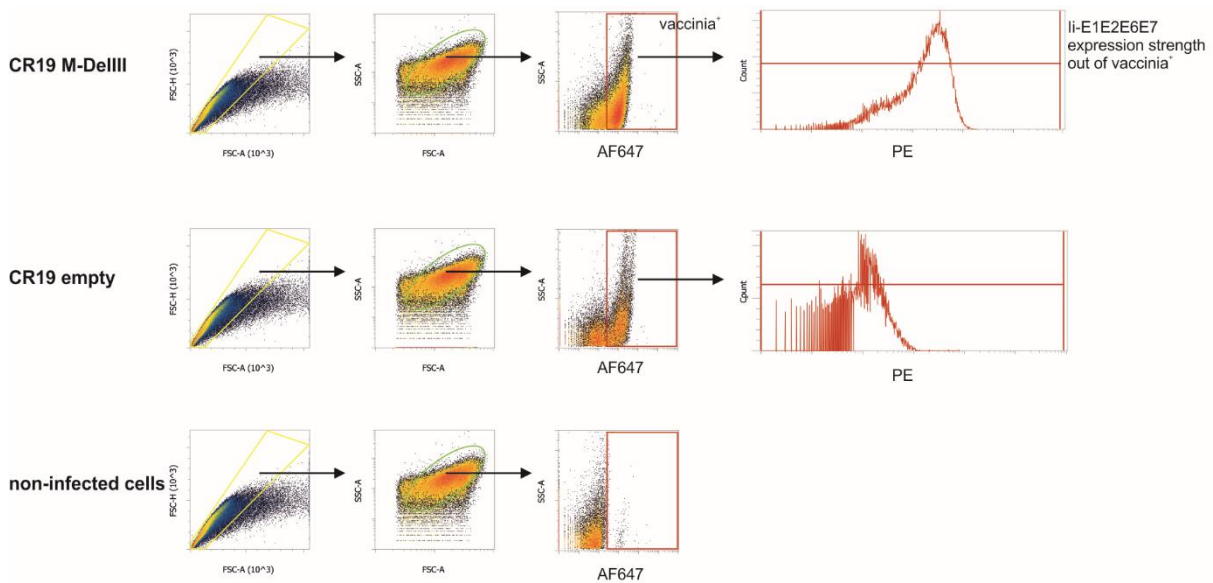 CR19 M-DelIII
FSC-H (10^3)
FSC-A (10^3)
SSC-A
FSC-A
vaccinia+
SSC-A
AF647
Count
PE
Ii-E1E2E6E7
expression strength
out of vaccinia+
CR19 empty
FSC-H (10^3)
FSC-A (10^3)
SSC-A
FSC-A
SSC-A
AF647
Count
PE
non-infected cells
FSC-H (10^3)
FSC-A (10^3)
SSC-A
FSC-A
SSC-A
AF647